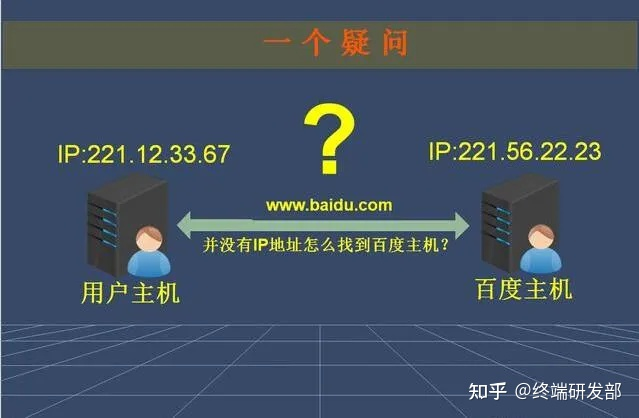 一个疑问
?
IP:221.12.33.67
IP:221.56.22.23
www.baidu.com
并没有IP地址怎么找到百度主机？
用户主机
百度主机
知乎 @终端研发部